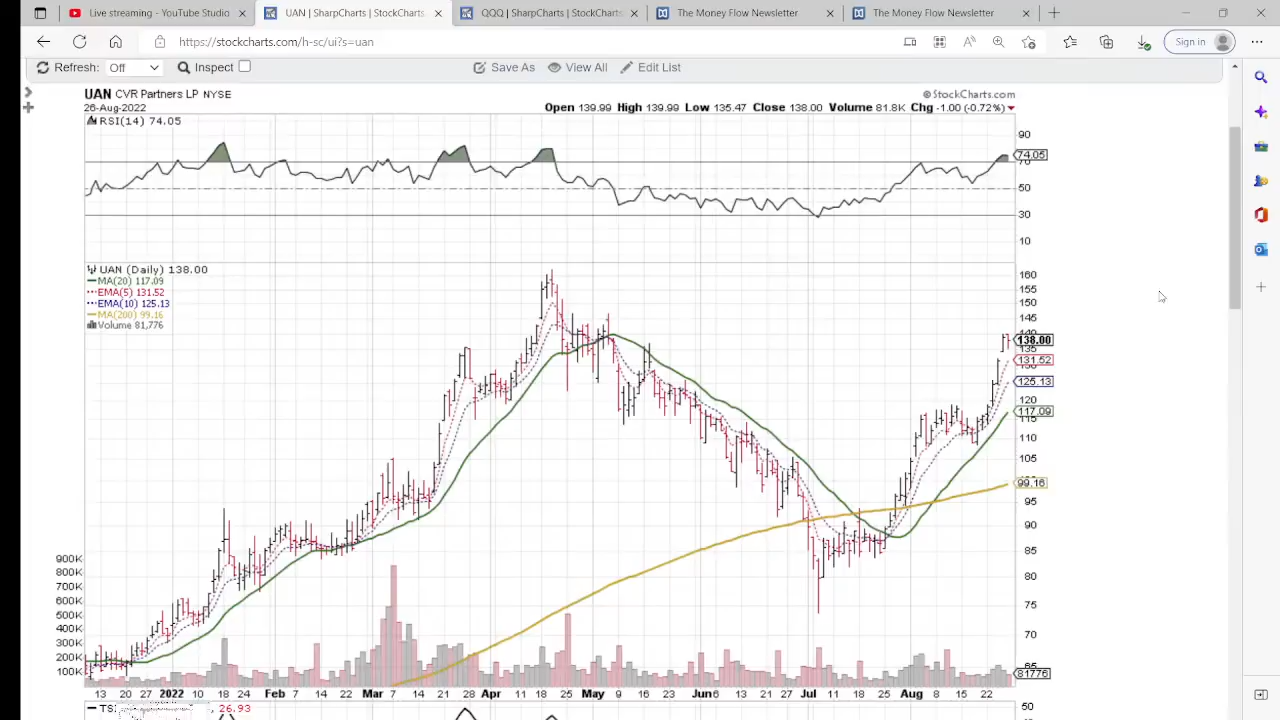 Live streaming - YouTube Studio
UAN | SharpCharts | StockCharts
QQQ | SharpCharts | StockCharts
The Money Flow Newsletter
The Money Flow Newsletter
https://stockcharts.com/h-sc/ui?s=uan
Sign in
Refresh: Off
Inspect
Save As
View All
Edit List
UAN CVR Partners LP NYSE
© StockCharts.com
26-Aug-2022
Open 139.99 High 139.99 Low 135.47 Close 138.00 Volume 81.8K Chg -1.00 (-0.72%)
RSI(14) 74.05
90
74.05
70
50
30
10
UAN (Daily) 138.00
MA(20) 117.09
EMA(5) 131.52
EMA(10) 125.13
MA(200) 99.16
Volume 81,776
160
155
150
145
140
138.00
135
131.52
130
125.13
120
117.09
115
110
105
99.16
95
90
85
80
75
70
65
81776
900K
800K
700K
600K
500K
400K
300K
200K
100K
13 20 27 2022 10 18 24 Feb 7 14 22 Mar 7 14 21 28 Apr 11 18 25 May 9 16 23 Jun 6 13 21 27 Jul 11 18 25 Aug 8 15 22
26.93
50